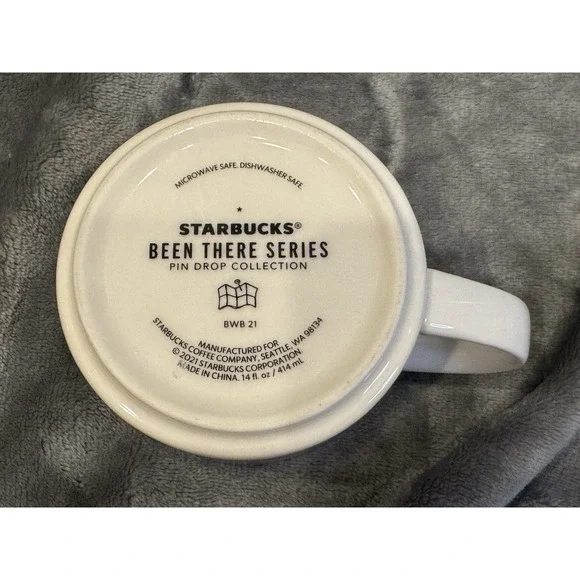 MICROWAVE SAFE. DISHWASHER SAFE.
STARBUCKS®
BEEN THERE SERIES
PIN DROP COLLECTION
BWB 21
MANUFACTURED FOR
STARBUCKS COFFEE COMPANY, SEATTLE, WA 98134
© 2021 STARBUCKS CORPORATION.
MADE IN CHINA. 14 fl. oz / 414 mL